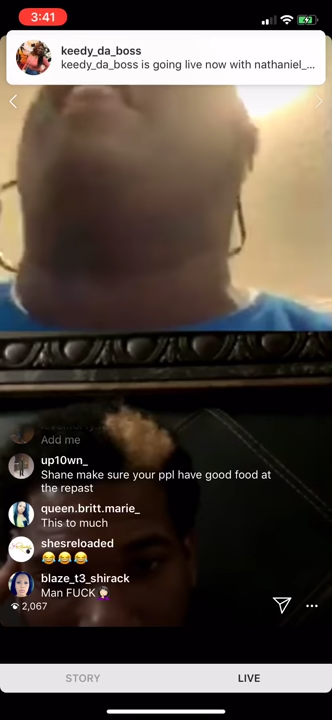 3:41
keedy_da_boss
keedy_da_boss is going live now with nathaniel_...
Add me
up10wn_
Shane make sure your ppl have good food at
the repast
queen.britt.marie_
This to much
shesreloaded
😂😂😂
blaze_t3_shirack
Man FUCK🤦🏻‍♀️
2,067
STORY
LIVE